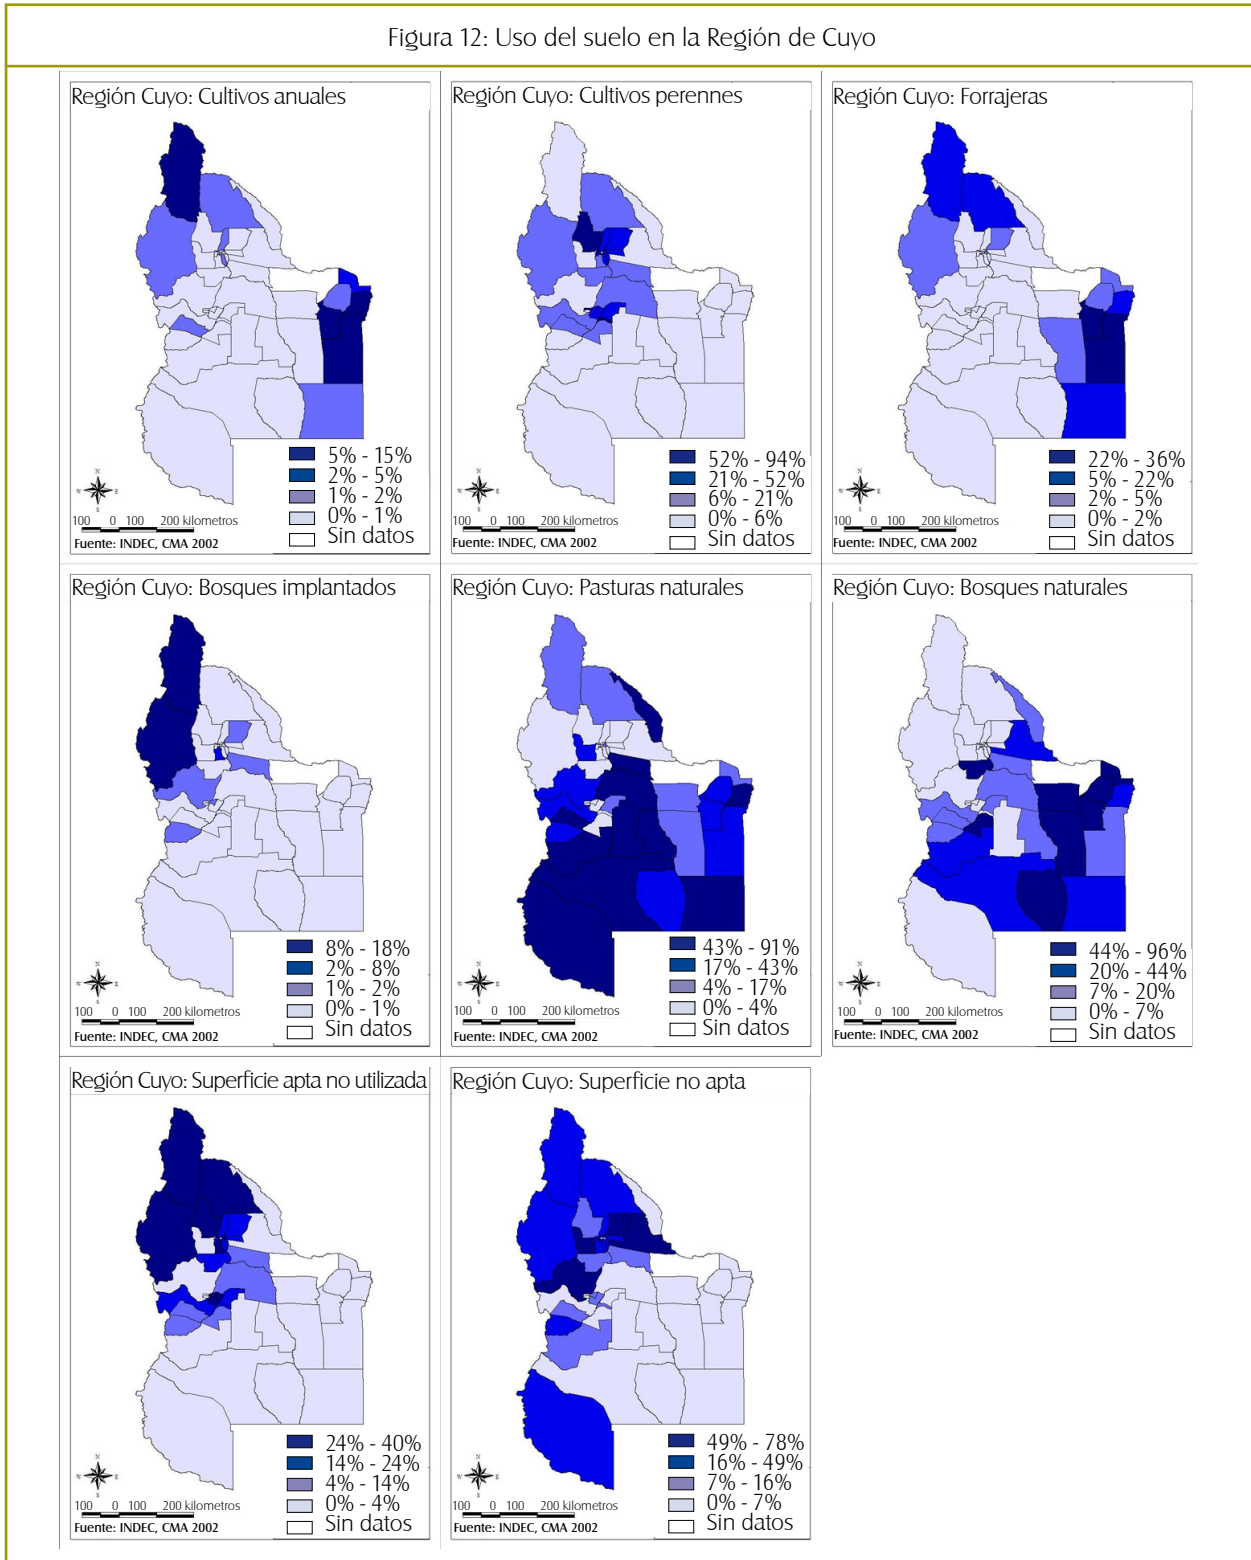 Figura 12: Uso del suelo en la Región de Cuyo
Región Cuyo: Cultivos anuales
N
W
E
S
5% - 15%
2% - 5%
1% - 2%
0% - 1%
Sin datos
100 0 100 200 kilometros
Fuente: INDEC, CMA 2002
Región Cuyo: Cultivos perennes
N
W
E
S
52% - 94%
21% - 52%
6% - 21%
0% - 6%
Sin datos
100 0 100 200 kilometros
Fuente: INDEC, CMA 2002
Región Cuyo: Forrajeras
N
W
E
S
22% - 36%
5% - 22%
2% - 5%
0% - 2%
Sin datos
100 0 100 200 kilometros
Fuente: INDEC, CMA 2002
Región Cuyo: Bosques implantados
N
W
E
S
8% - 18%
2% - 8%
1% - 2%
0% - 1%
Sin datos
100 0 100 200 kilometros
Fuente: INDEC, CMA 2002
Región Cuyo: Pasturas naturales
N
W
E
S
43% - 91%
17% - 43%
4% - 17%
0% - 4%
Sin datos
100 0 100 200 kilometros
Fuente: INDEC, CMA 2002
Región Cuyo: Bosques naturales
N
W
E
S
44% - 96%
20% - 44%
7% - 20%
0% - 7%
Sin datos
100 0 100 200 kilometros
Fuente: INDEC, CMA 2002
Región Cuyo: Superficie apta no utilizada
N
W
E
S
24% - 40%
14% - 24%
4% - 14%
0% - 4%
Sin datos
100 0 100 200 kilometros
Fuente: INDEC, CMA 2002
Región Cuyo: Superficie no apta
N
W
E
S
49% - 78%
16% - 49%
7% - 16%
0% - 7%
Sin datos
100 0 100 200 kilometros
Fuente: INDEC, CMA 2002